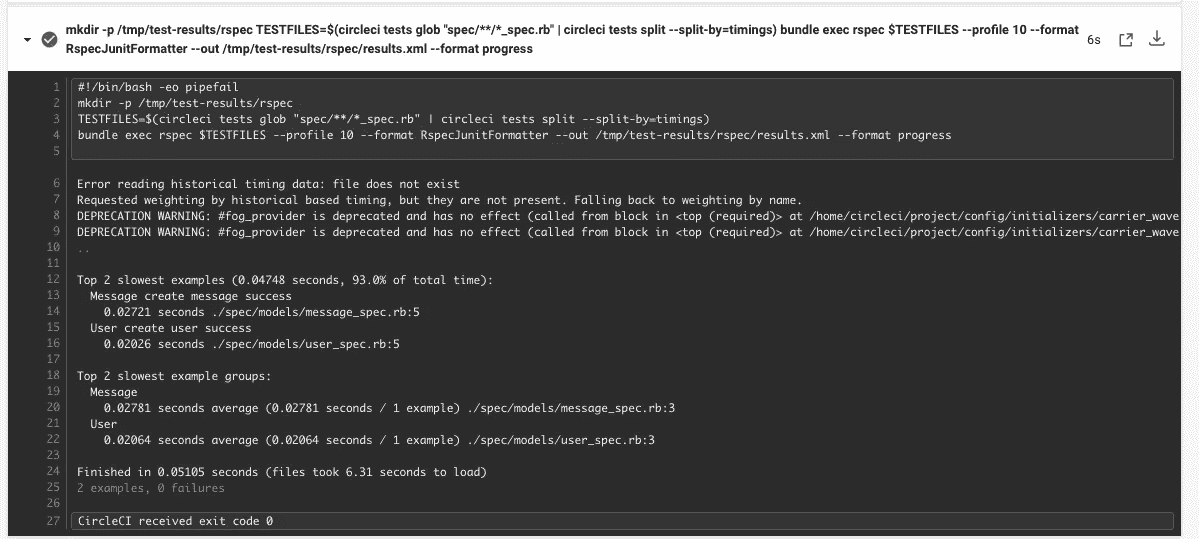 mkdir -p /tmp/test-results/rspec TESTFILES=$(circleci tests glob "spec/**/*_spec.rb" | circleci tests split --split-by=timings) bundle exec rspec $TESTFILES --profile 10 --format
RspecJunitFormatter --out /tmp/test-results/rspec/results.xml --format progress
6s
1 #!/bin/bash -eo pipefail
2 mkdir -p /tmp/test-results/rspec
3 TESTFILES=$(circleci tests glob "spec/**/*_spec.rb" | circleci tests split --split-by=timings)
4 bundle exec rspec $TESTFILES --profile 10 --format RspecJunitFormatter --out /tmp/test-results/rspec/results.xml --format progress
5
6 Error reading historical timing data: file does not exist
7 Requested weighting by historical based timing, but they are not present. Falling back to weighting by name.
8 DEPRECATION WARNING: #fog_provider is deprecated and has no effect (called from block in <top (required)> at /home/circleci/project/config/initializers/carrier_wave
9 DEPRECATION WARNING: #fog_provider is deprecated and has no effect (called from block in <top (required)> at /home/circleci/project/config/initializers/carrier_wave
10 ..
11
12 Top 2 slowest examples (0.04748 seconds, 93.0% of total time):
13 Message create message success
14 0.02721 seconds ./spec/models/message_spec.rb:5
15 User create user success
16 0.02026 seconds ./spec/models/user_spec.rb:5
17
18 Top 2 slowest example groups:
19 Message
20 0.02781 seconds average (0.02781 seconds / 1 example) ./spec/models/message_spec.rb:3
21 User
22 0.02064 seconds average (0.02064 seconds / 1 example) ./spec/models/user_spec.rb:3
23
24 Finished in 0.05105 seconds (files took 6.31 seconds to load)
25 2 examples, 0 failures
26
27 CircleCI received exit code 0